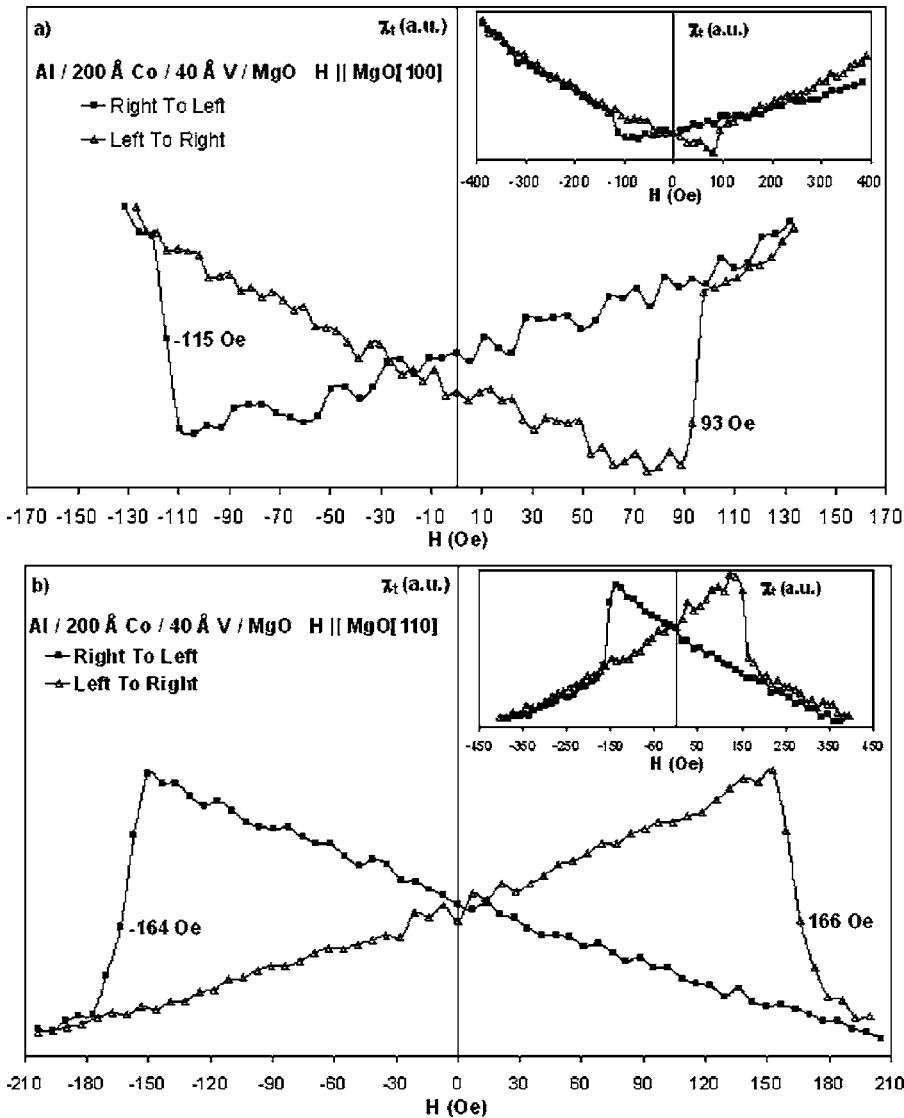 a)
χt (a.u.)
Al / 200 Å Co / 40 Å V / MgO H || MgO[100]
Right To Left
Left To Right
-115 Oe
93 Oe
-170 -150 -130 -110 -90 -70 -50 -30 -10 10 30 50 70 90 110 130 150 170
H (Oe)
χt (a.u.)
-400 -300 -200 -100 0 100 200 300 400
H (Oe)
b)
χt (a.u.)
Al / 200 Å Co / 40 Å V / MgO H || MgO[110]
Right To Left
Left To Right
-164 Oe
166 Oe
-210 -180 -150 -120 -90 -60 -30 0 30 60 90 120 150 180 210
H (Oe)
χt (a.u.)
-450 -350 -250 -150 -50 50 150 250 350 450
H (Oe)